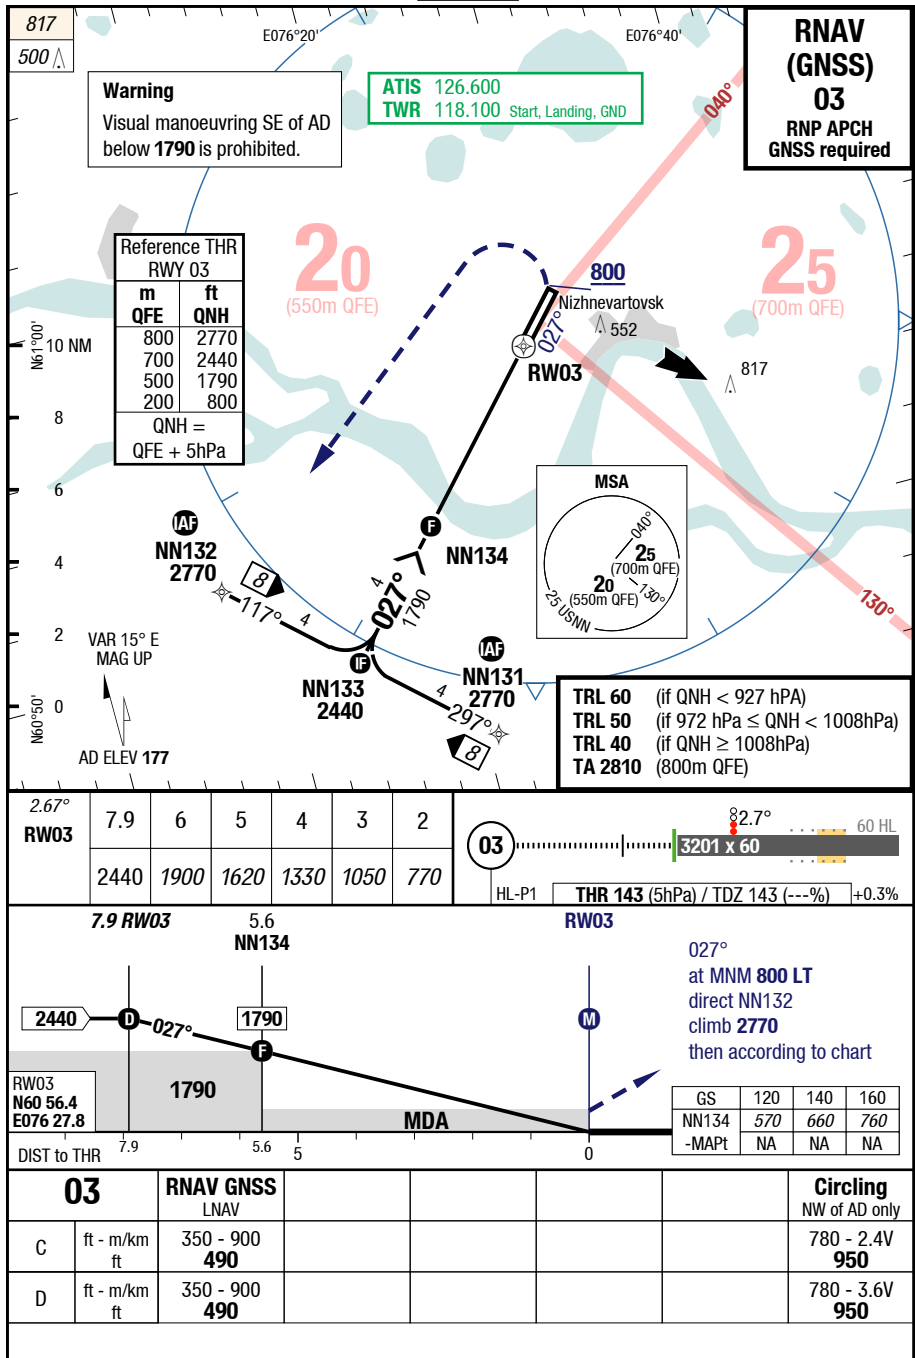 817
500
E076°20'
E076°40'
RNAV
(GNSS)
03
RNP APCH
GNSS required
Warning
Visual manoeuvring SE of AD
below 1790 is prohibited.
ATIS 126.600
TWR 118.100 Start, Landing, GND
040°
20
(550m QFE)
25
(700m QFE)
Reference THR
RWY 03
m ft
QFE QNH
800 2770
700 2440
500 1790
200 800
QNH =
QFE + 5hPa
800
Nizhnevartovsk
027°
552
RW03
817
N61°00'
10 NM
8
6
4
2
0
N60°50'
MSA
040°
25
(700m QFE)
20
(550m QFE)
130°
25 USNN
130°
F
NN134
IAF
NN132
2770
8
117°
4
4
027°
1790
IF
NN133
2440
IAF
NN131
2770
4
297°
8
VAR 15° E
MAG UP
AD ELEV 177
TRL 60 (if QNH < 927 hPA)
TRL 50 (if 972 hPa ≤ QNH < 1008hPa)
TRL 40 (if QNH ≥ 1008hPa)
TA 2810 (800m QFE)
2.67°
RW03
7.9 6 5 4 3 2
2440 1900 1620 1330 1050 770
03
2.7°
60 HL
3201 x 60
HL-P1
THR 143 (5hPa) / TDZ 143 (---%)
+0.3%
7.9 RW03
5.6
NN134
RW03
027°
at MNM 800 LT
direct NN132
climb 2770
then according to chart
2440
D
027°
1790
F
M
1790
MDA
RW03
N60 56.4
E076 27.8
GS 120 140 160
NN134 570 660 760
-MAPt NA NA NA
DIST to THR
7.9
5.6
5
0
03
RNAV GNSS
LNAV
Circling
NW of AD only
C
ft - m/km 350 - 900 780 - 2.4V
ft 490 950
D
ft - m/km 350 - 900 780 - 3.6V
ft 490 950